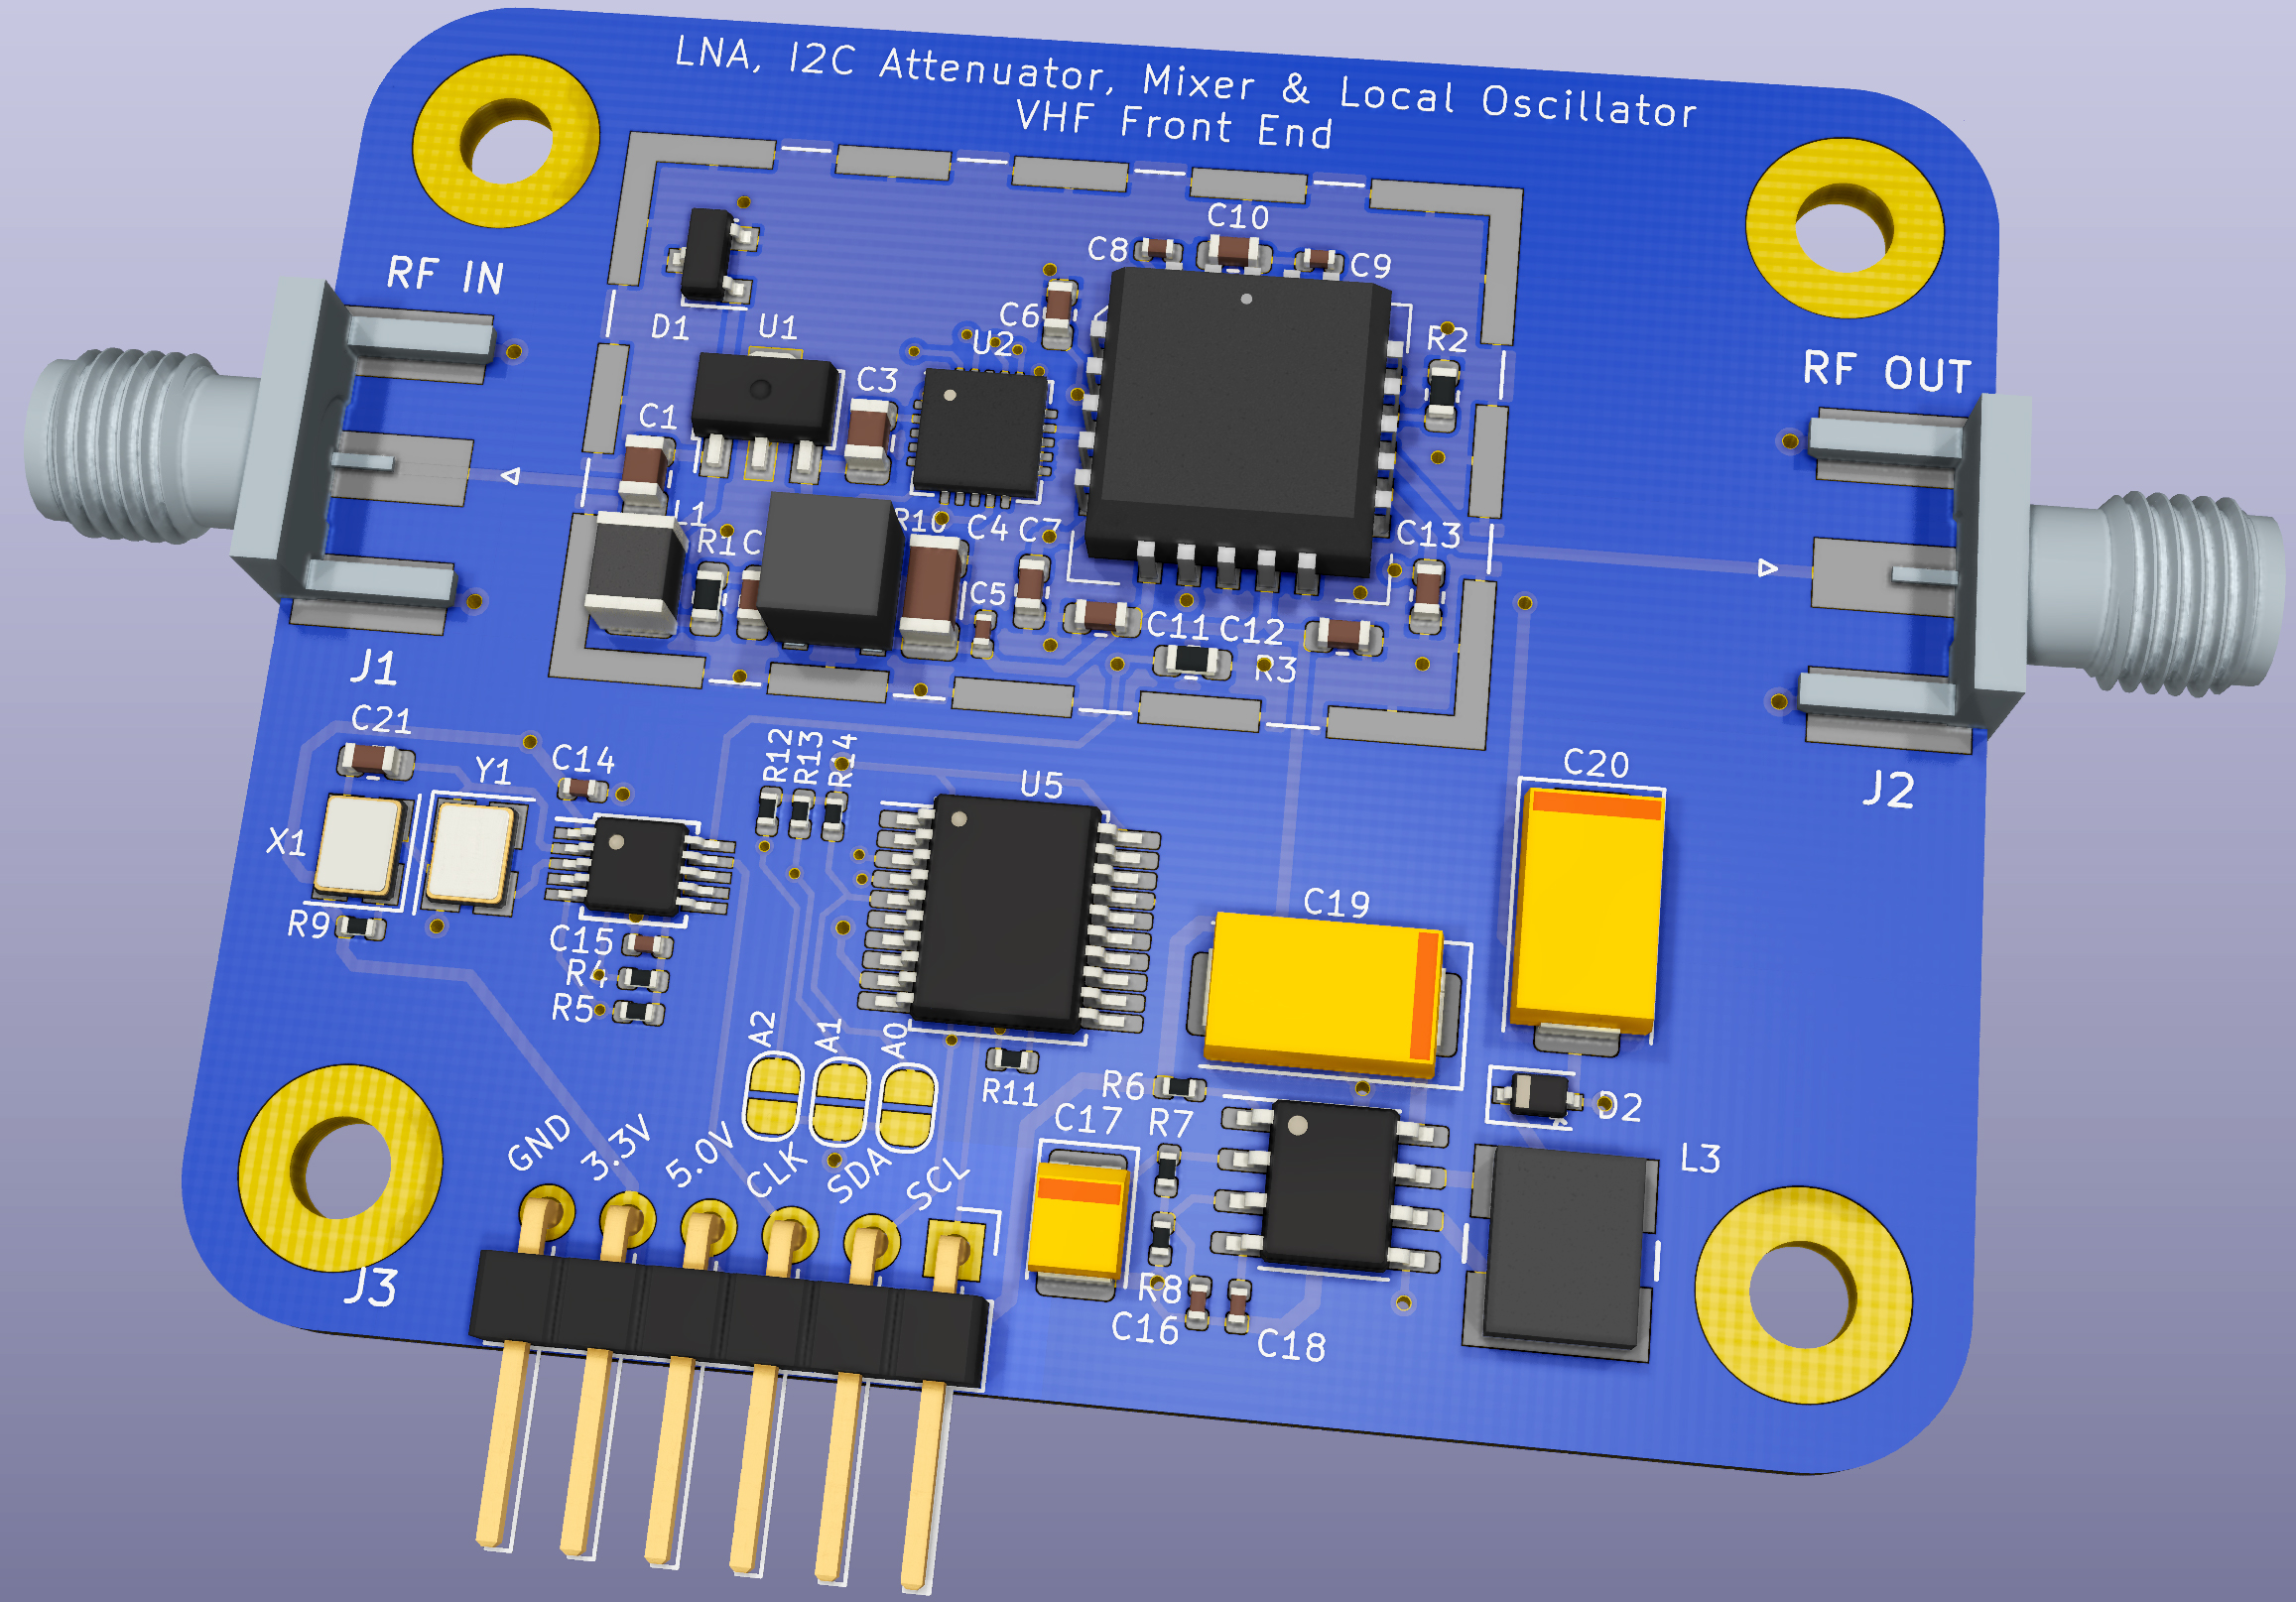 LNA, I2C Attenuator, Mixer & Local Oscillator
VHF Front End
RF IN
C10
C8
C9
C6
D1
U1
U2
R2
RF OUT
C3
C1
L1
R1
C
R10
C4
C7
C13
C5
C11
C12
R3
J1
J2
C21
Y1
C14
R12
R13
R14
U5
C20
X1
R9
C15
R4
R5
C19
A2
A1
A0
R11
R6
C17
R7
D2
L3
GND
3.3V
5.0V
CLK
SDA
SCL
J3
R8
C16
C18